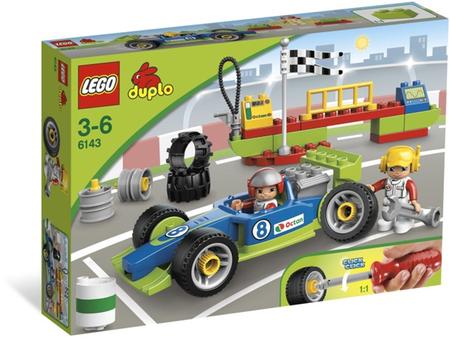 LEGO
duplo
3-6
6143
Octan
8
Octan
CLICK
CLICK
1:1